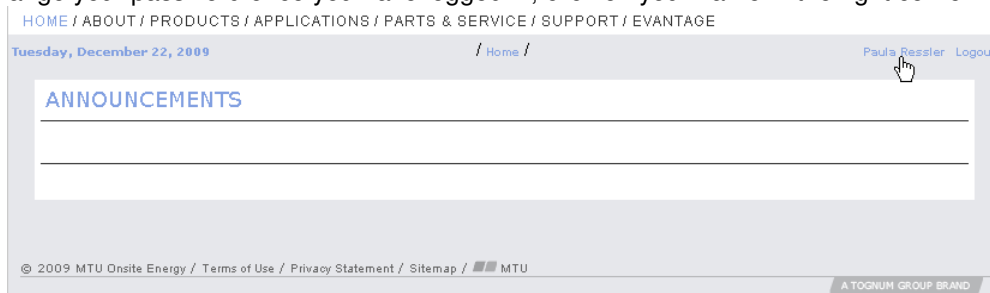 HOME / ABOUT / PRODUCTS / APPLICATIONS / PARTS & SERVICE / SUPPORT / EVANTAGE
Tuesday, December 22, 2009 / Home / Paula Ressler Logou
ANNOUNCEMENTS
© 2009 MTU Onsite Energy / Terms of Use / Privacy Statement / Sitemap / MTU
A TOGNUM GROUP BRAND